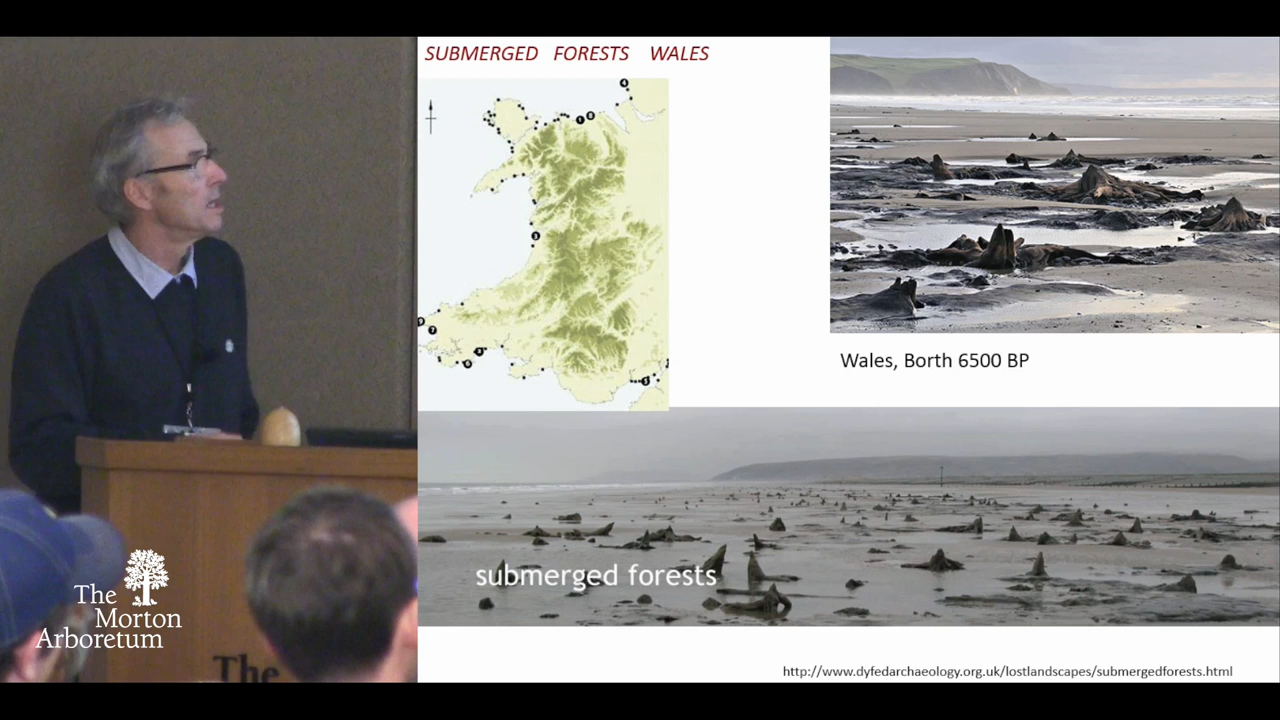 SUBMERGED FORESTS WALES
Wales, Borth 6500 BP
submerged forests
http://www.dyfedarchaeology.org.uk/lostlandscapes/submergedforests.html
The
Morton
Arboretum
The